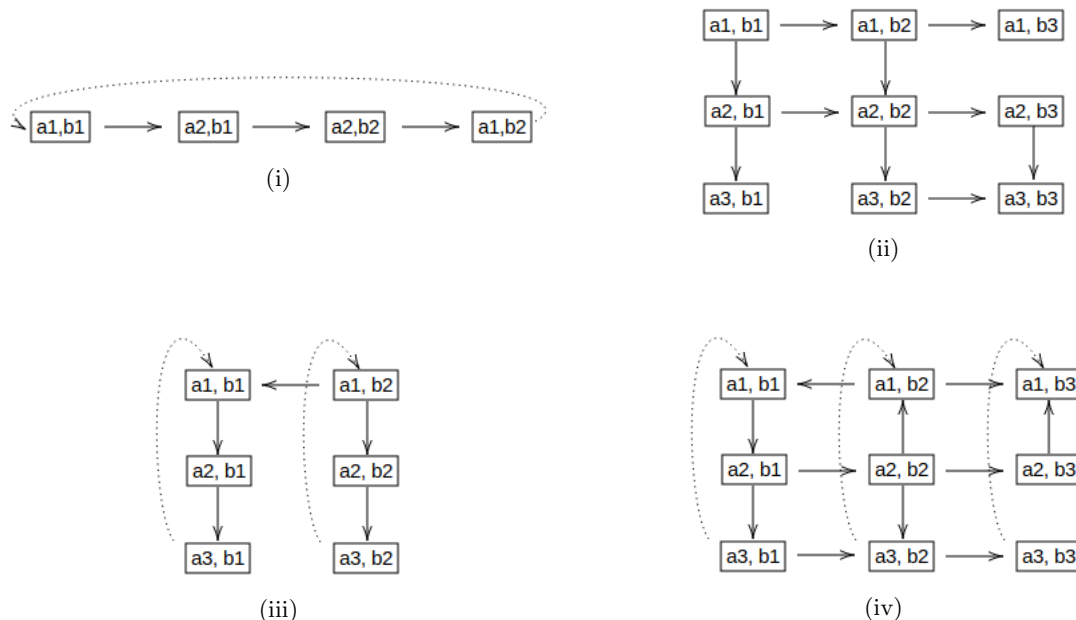 a1,b1 a2,b1 a2,b2 a1,b2
(i)
a1, b1 a1, b2 a1, b3
a2, b1 a2, b2 a2, b3
a3, b1 a3, b2 a3, b3
(ii)
a1, b1 a1, b2
a2, b1 a2, b2
a3, b1 a3, b2
(iii)
a1, b1 a1, b2 a1, b3
a2, b1 a2, b2 a2, b3
a3, b1 a3, b2 a3, b3
(iv)